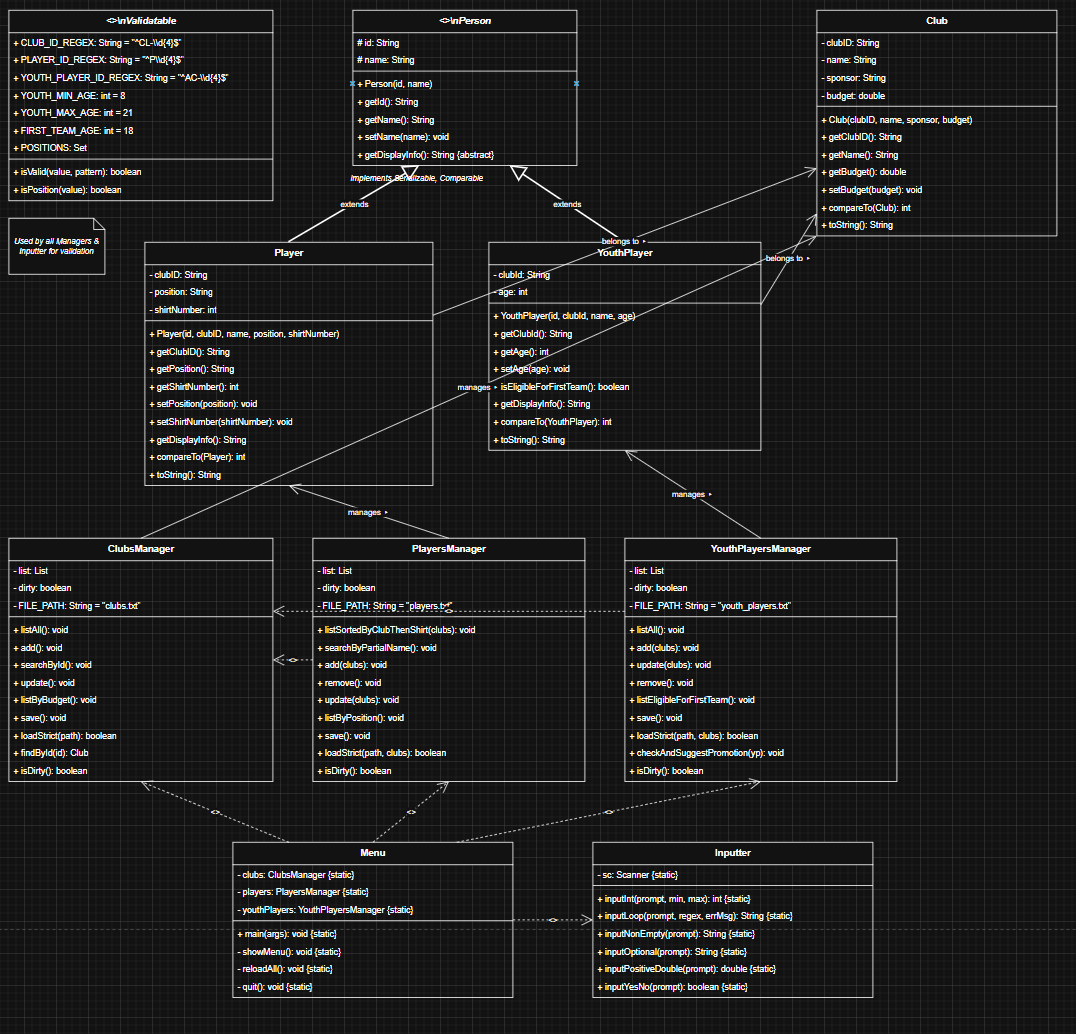 <>\nValidatable
+ CLUB_ID_REGEX: String = "^CL-\\d{4}$"
+ PLAYER_ID_REGEX: String = "^P\\d{4}$"
+ YOUTH_PLAYER_ID_REGEX: String = "^AC-\\d{4}$"
+ YOUTH_MIN_AGE: int = 8
+ YOUTH_MAX_AGE: int = 21
+ FIRST_TEAM_AGE: int = 18
+ POSITIONS: Set
+ isValid(value, pattern): boolean
+ isPosition(value): boolean
<>\nPerson
# id: String
# name: String
+ Person(id, name)
+ getId(): String
+ getName(): String
+ setName(name): void
+ getDisplayInfo(): String {abstract}
Implements Serializable, Comparable
Club
- clubID: String
- name: String
- sponsor: String
- budget: double
+ Club(clubID, name, sponsor, budget)
+ getClubID(): String
+ getName(): String
+ getBudget(): double
+ setBudget(budget): void
+ compareTo(Club): int
+ toString(): String
Used by all Managers &
Inputter for validation
extends
extends
belongs to
belongs to
Player
- clubID: String
- position: String
- shirtNumber: int
+ Player(id, clubID, name, position, shirtNumber)
+ getClubID(): String
+ getPosition(): String
+ getShirtNumber(): int
+ setPosition(position): void
+ setShirtNumber(shirtNumber): void
+ getDisplayInfo(): String
+ compareTo(Player): int
+ toString(): String
YouthPlayer
- clubId: String
- age: int
+ YouthPlayer(id, clubId, name, age)
+ getClubId(): String
+ getAge(): int
+ setAge(age): void
+ isEligibleForFirstTeam(): boolean
+ getDisplayInfo(): String
+ compareTo(YouthPlayer): int
+ toString(): String
manages
manages
manages
ClubsManager
- list: List
- dirty: boolean
- FILE_PATH: String = "clubs.txt"
+ listAll(): void
+ add(): void
+ searchById(): void
+ update(): void
+ listByBudget(): void
+ save(): void
+ loadStrict(path): boolean
+ findById(id): Club
+ isDirty(): boolean
PlayersManager
- list: List
- dirty: boolean
- FILE_PATH: String = "players.txt"
+ listSortedByClubThenShirt(clubs): void
+ searchByPartialName(): void
+ add(clubs): void
+ remove(): void
+ update(clubs): void
+ listByPosition(): void
+ save(): void
+ loadStrict(path, clubs): boolean
+ isDirty(): boolean
YouthPlayersManager
- list: List
- dirty: boolean
- FILE_PATH: String = "youth_players.txt"
+ listAll(): void
+ add(clubs): void
+ update(clubs): void
+ remove(): void
+ listEligibleForFirstTeam(): void
+ save(): void
+ loadStrict(path, clubs): boolean
+ checkAndSuggestPromotion(yp): void
+ isDirty(): boolean
<>
<>
<>
<>
<>
Menu
- clubs: ClubsManager {static}
- players: PlayersManager {static}
- youthPlayers: YouthPlayersManager {static}
+ main(args): void {static}
- showMenu(): void {static}
- reloadAll(): void {static}
- quit(): void {static}
<>
Inputter
- sc: Scanner {static}
+ inputInt(prompt, min, max): int {static}
+ inputLoop(prompt, regex, errMsg): String {static}
+ inputNonEmpty(prompt): String {static}
+ inputOptional(prompt): String {static}
+ inputPositiveDouble(prompt): double {static}
+ inputYesNo(prompt): boolean {static}